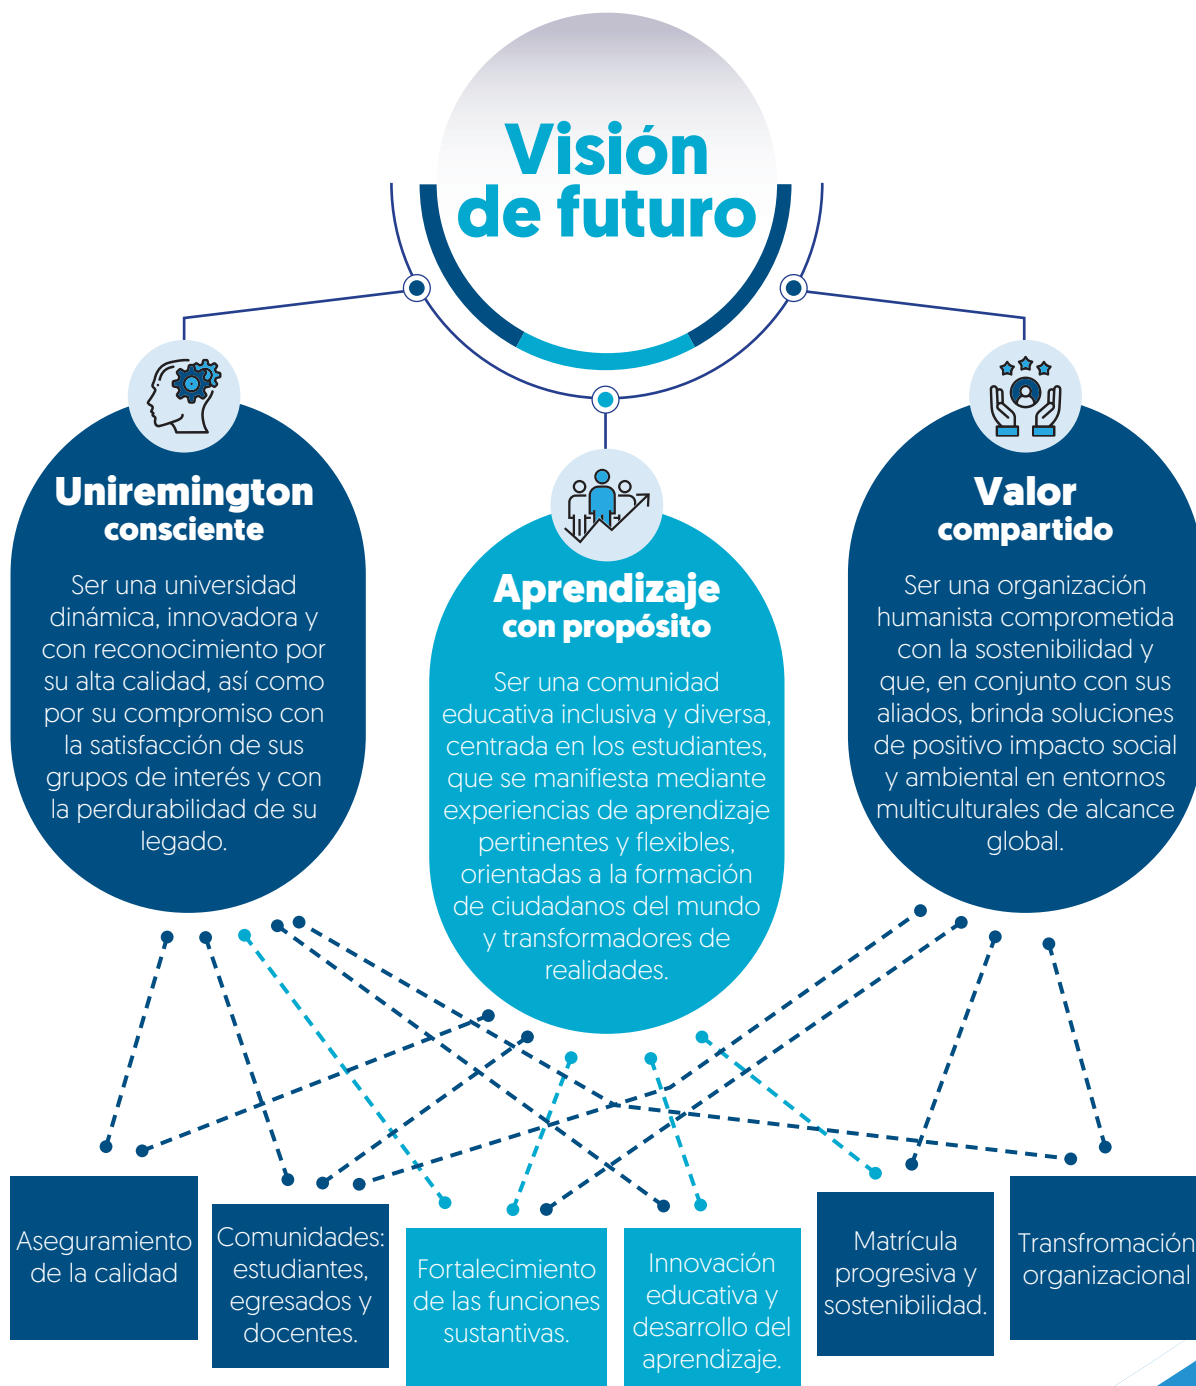 Visión
de futuro
Uniremington
consciente
Ser una universidad
dinámica, innovadora y
con reconocimiento por
su alta calidad, así como
por su compromiso con
la satisfacción de sus
grupos de interés y con
la perdurabilidad de su
legado.
Aprendizaje
con propósito
Ser una comunidad
educativa inclusiva y diversa,
centrada en los estudiantes,
que se manifiesta mediante
experiencias de aprendizaje
pertinentes y flexibles,
orientadas a la formación
de ciudadanos del mundo
y transformadores de
realidades.
Valor
compartido
Ser una organización
humanista comprometida
con la sostenibilidad y
que, en conjunto con sus
aliados, brinda soluciones
de positivo impacto social
y ambiental en entornos
multiculturales de alcance
global.
Aseguramiento
de la calidad
Comunidades:
estudiantes,
egresados y
docentes.
Fortalecimiento
de las funciones
sustantivas.
Innovación
educativa y
desarrollo del
aprendizaje.
Matrícula
progresiva y
sostenibilidad.
Transfromación
organizacional